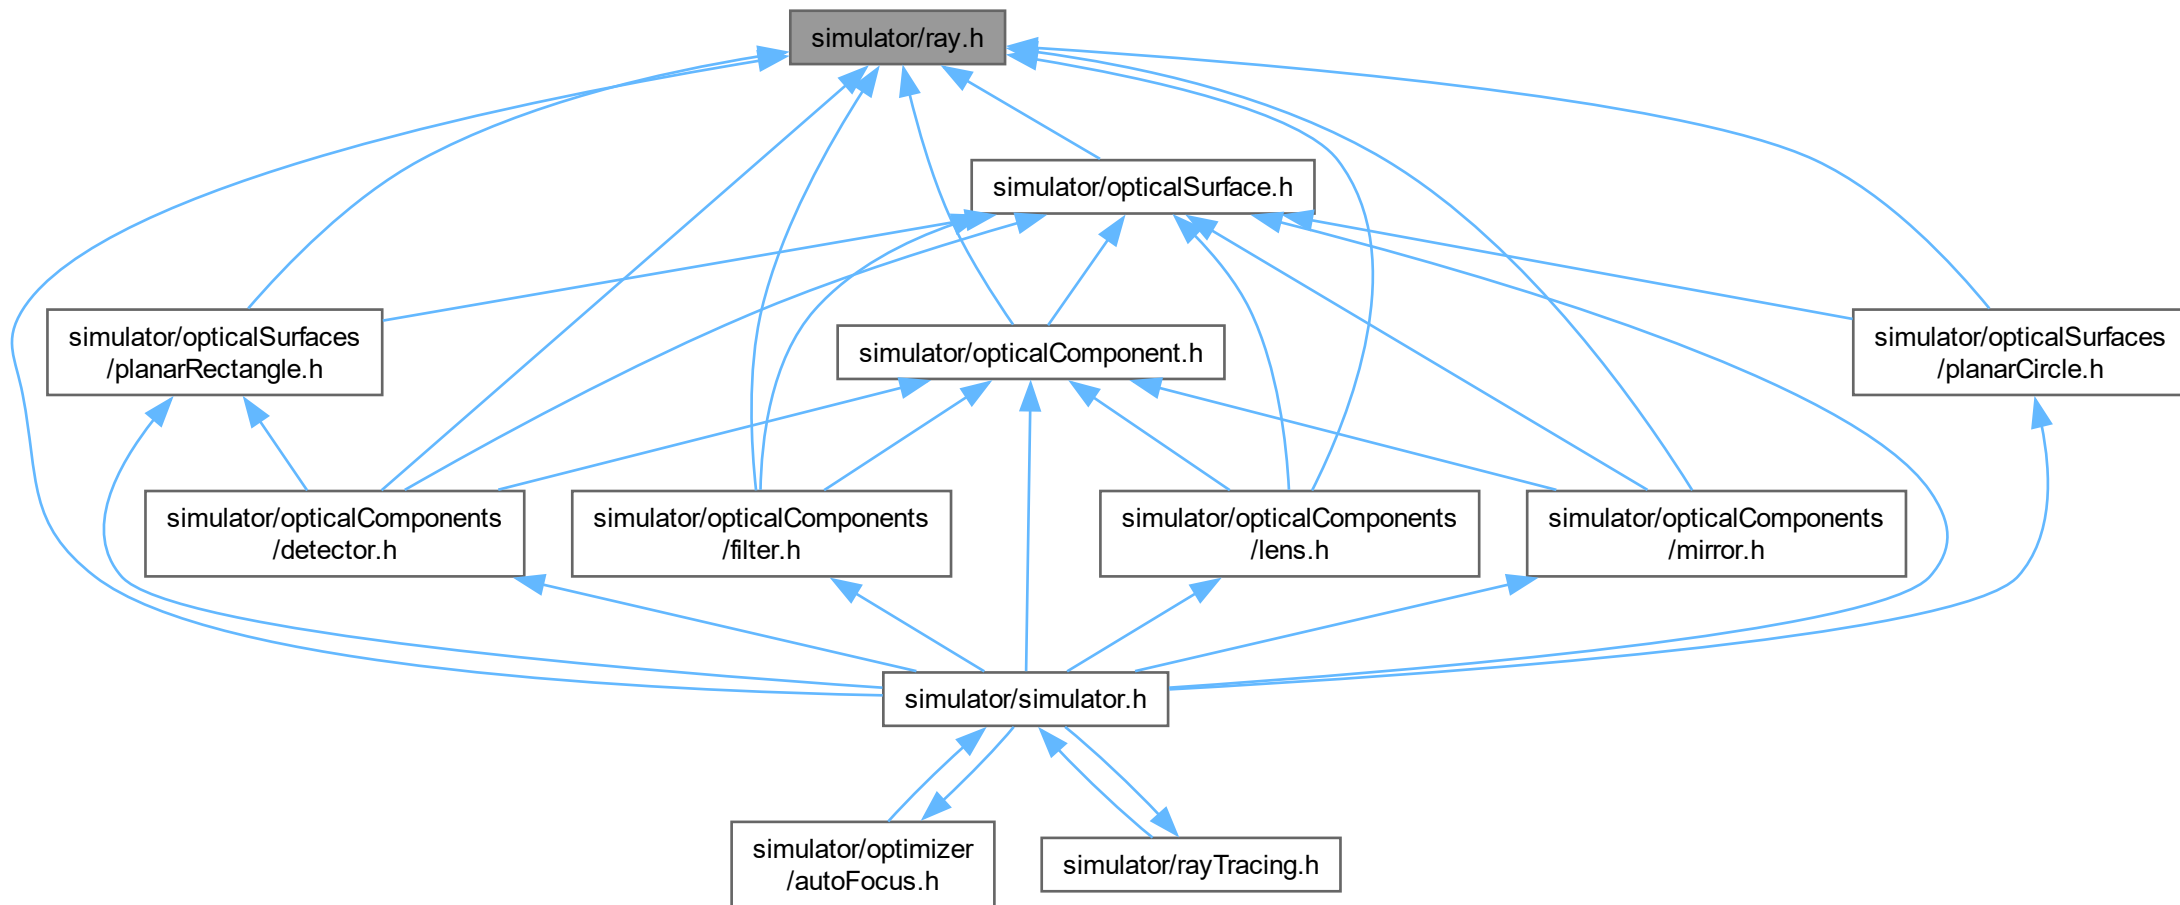 simulator/ray.h
simulator/opticalSurface.h
simulator/opticalSurfaces
/planarRectangle.h
simulator/opticalComponent.h
simulator/opticalSurfaces
/planarCircle.h
simulator/opticalComponents
/detector.h
simulator/opticalComponents
/filter.h
simulator/opticalComponents
/lens.h
simulator/opticalComponents
/mirror.h
simulator/simulator.h
simulator/optimizer
/autoFocus.h
simulator/rayTracing.h